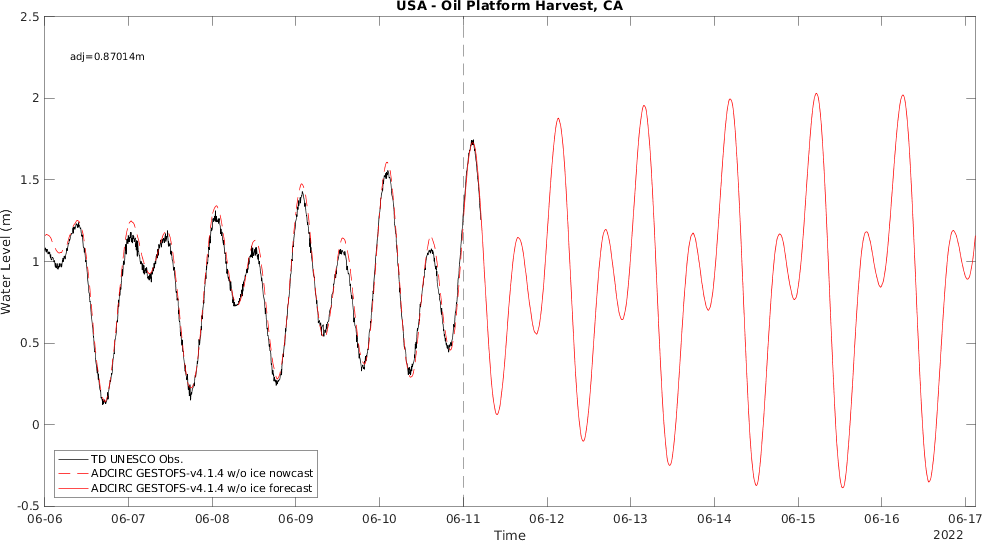 USA - Oil Platform Harvest, CA
adj=0.87014m
Water Level (m)
2.5
2
1.5
1
0.5
0
-0.5
TD UNESCO Obs.
ADCIRC GESTOFS-v4.1.4 w/o ice nowcast
ADCIRC GESTOFS-v4.1.4 w/o ice forecast
06-06 06-07 06-08 06-09 06-10 06-11 06-12 06-13 06-14 06-15 06-16 06-17
Time
2022